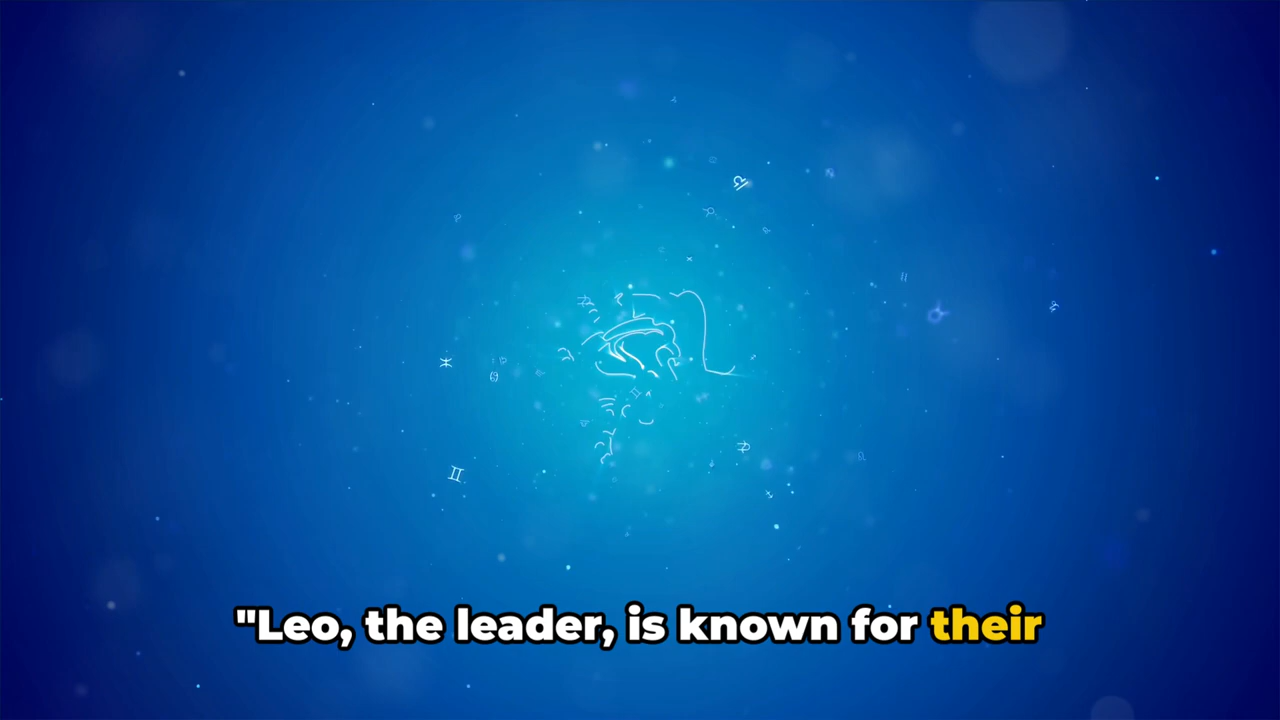 "Leo, the leader, is known for their